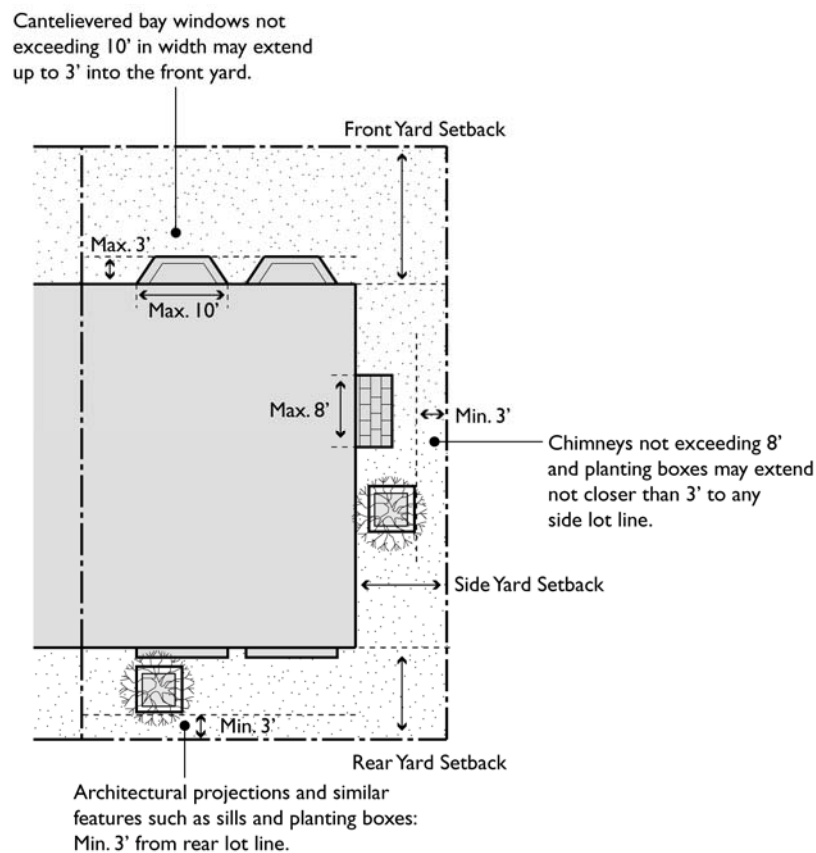 Cantelievered bay windows not
exceeding 10’ in width may extend
up to 3’ into the front yard.
Front Yard Setback
Max. 3’
Max. 10’
Max. 8’
Min. 3’
Chimneys not exceeding 8’
and planting boxes may extend
not closer than 3’ to any
side lot line.
Side Yard Setback
Min. 3’
Rear Yard Setback
Architectural projections and similar
features such as sills and planting boxes:
Min. 3’ from rear lot line.